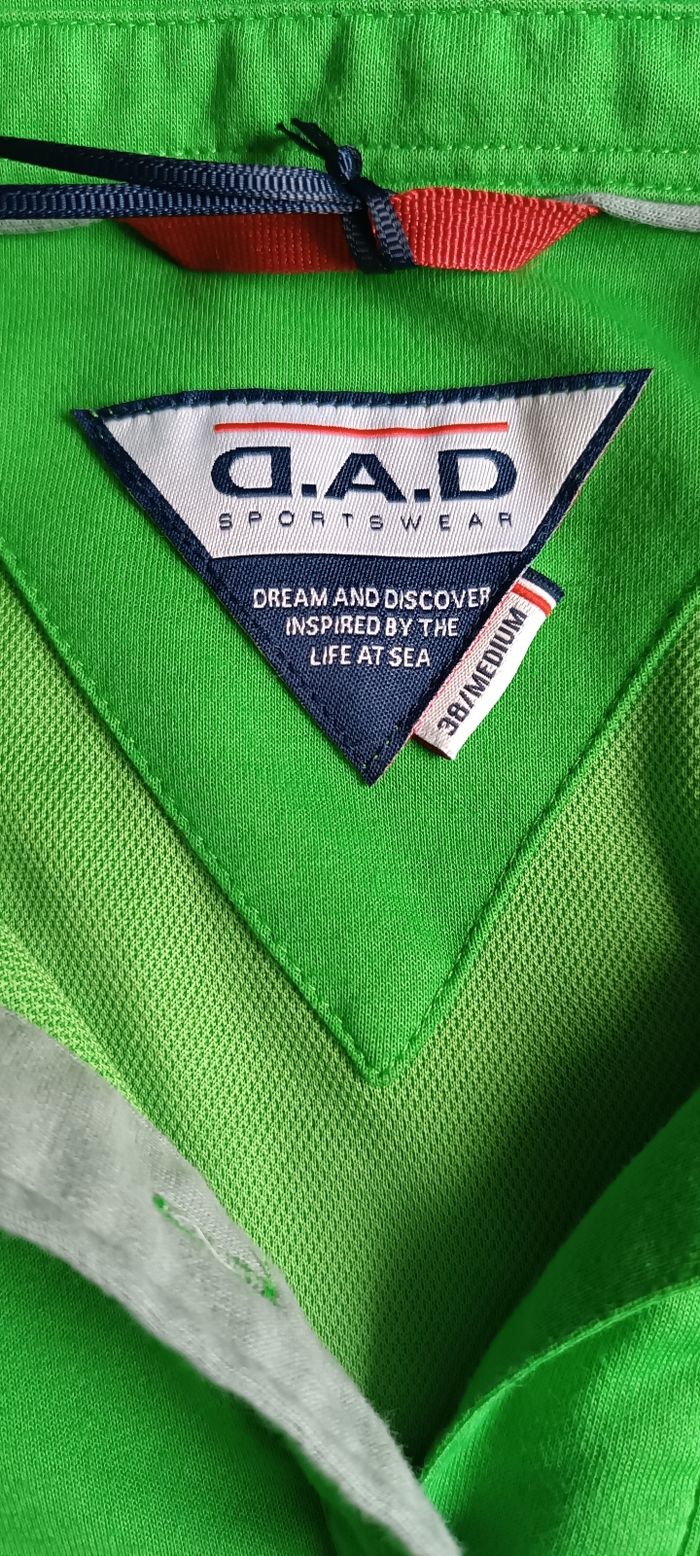 D.A.D
SPORTSWEAR
DREAM AND DISCOVER
INSPIRED BY THE
LIFE AT SEA
38/MEDIUM